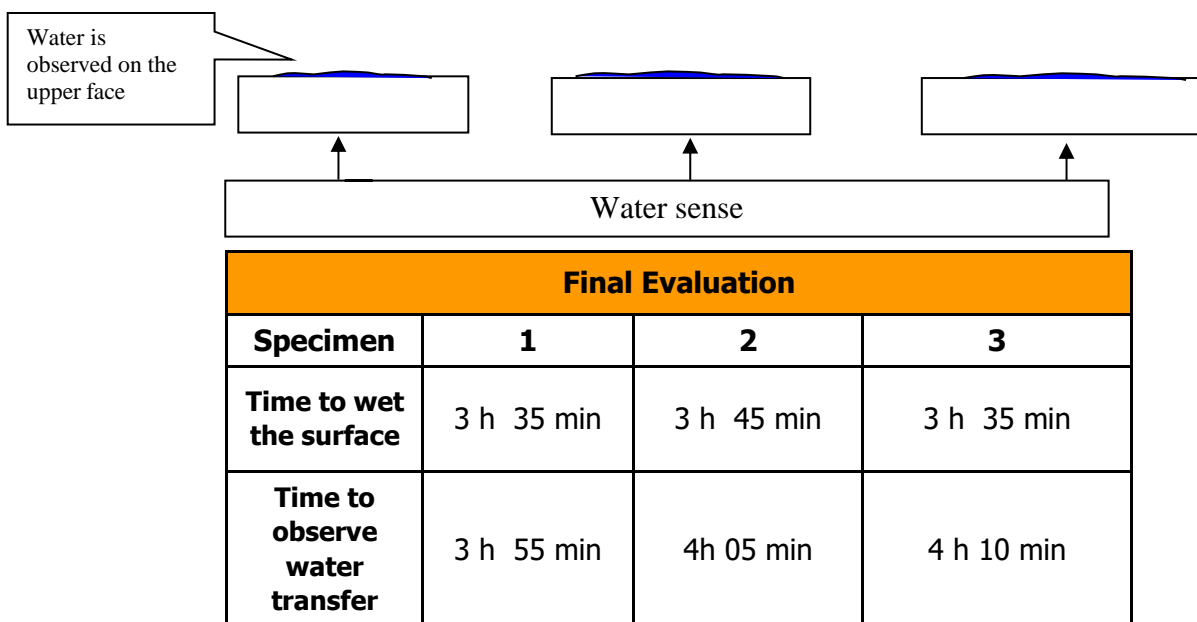 Water is
observed on the
upper face
Water sense
Final Evaluation
Specimen 1 2 3
Time to wet
the surface 3 h 35 min 3 h 45 min 3 h 35 min
Time to
observe
water
transfer 3 h 55 min 4h 05 min 4 h 10 min